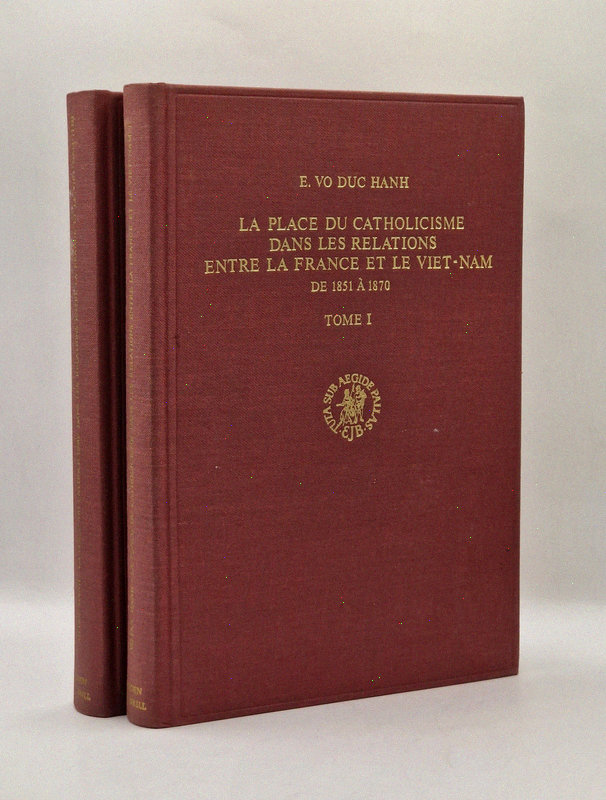 E. VO DUC HANH
LA PLACE DU CATHOLICISME
DANS LES RELATIONS
ENTRE LA FRANCE ET LE VIET-NAM
DE 1851 À 1870
TOME I
TUTA SUB AEGIDE PALLAS
EJB